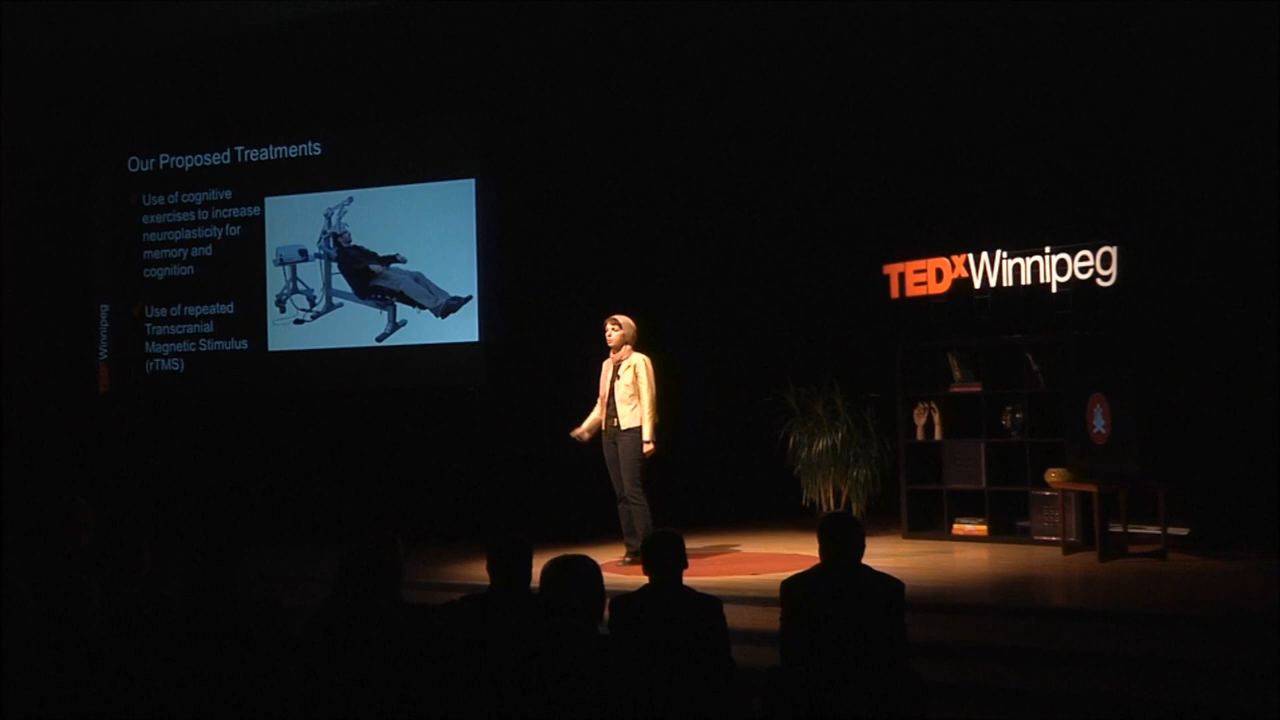 Our Proposed Treatments
Use of cognitive
exercises to increase
neuroplasticity for
memory and
cognition
Use of repeated
Transcranial
Magnetic Stimulus
(rTMS)
Winnipeg
TEDxWinnipeg